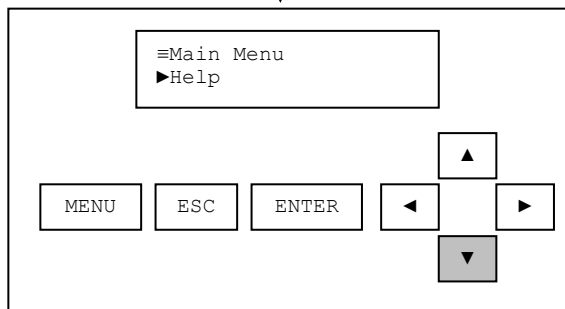 ≡Main Menu
►Help
▲
MENU ESC ENTER ◄ ►
▼